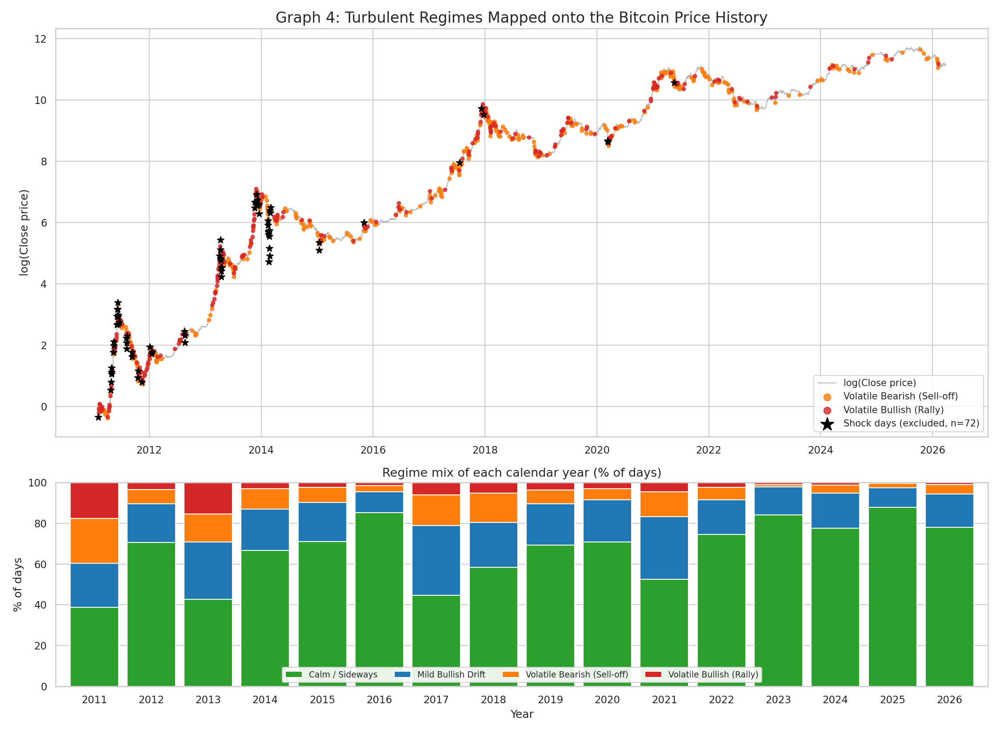 Graph 4: Turbulent Regimes Mapped onto the Bitcoin Price History
log(Close price)
12
10
8
6
4
2
0
log(Close price)
Volatile Bearish (Sell-off)
Volatile Bullish (Rally)
Shock days (excluded, n=72)
2012 2014 2016 2018 2020 2022 2024 2026
Regime mix of each calendar year (% of days)
% of days
100
80
60
40
20
0
Calm / Sideways Mild Bullish Drift Volatile Bearish (Sell-off) Volatile Bullish (Rally)
2011 2012 2013 2014 2015 2016 2017 2018 2019 2020 2021 2022 2023 2024 2025 2026
Year